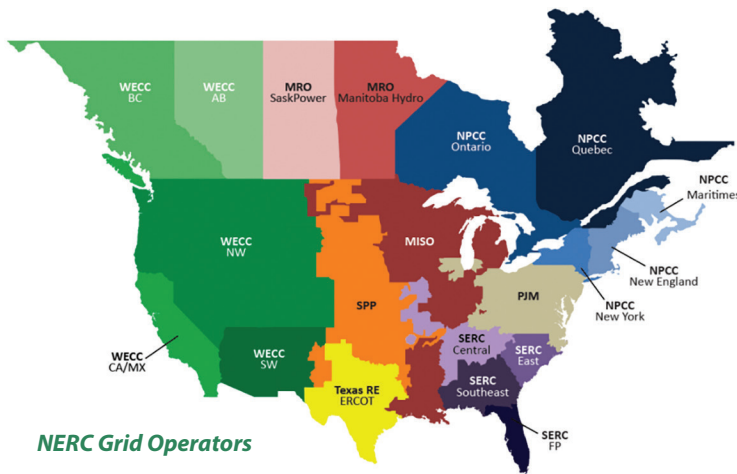 WECC
BC
WECC
AB
MRO
SaskPower
MRO
Manitoba Hydro
NPCC
Ontario
NPCC
Quebec
NPCC
Maritimes
WECC
NW
MISO
NPCC
New England
SPP
PJM
NPCC
New York
WECC
CA/MX
WECC
SW
SERC
Central
SERC
East
Texas RE
ERCOT
SERC
Southeast
SERC
FP
NERC Grid Operators